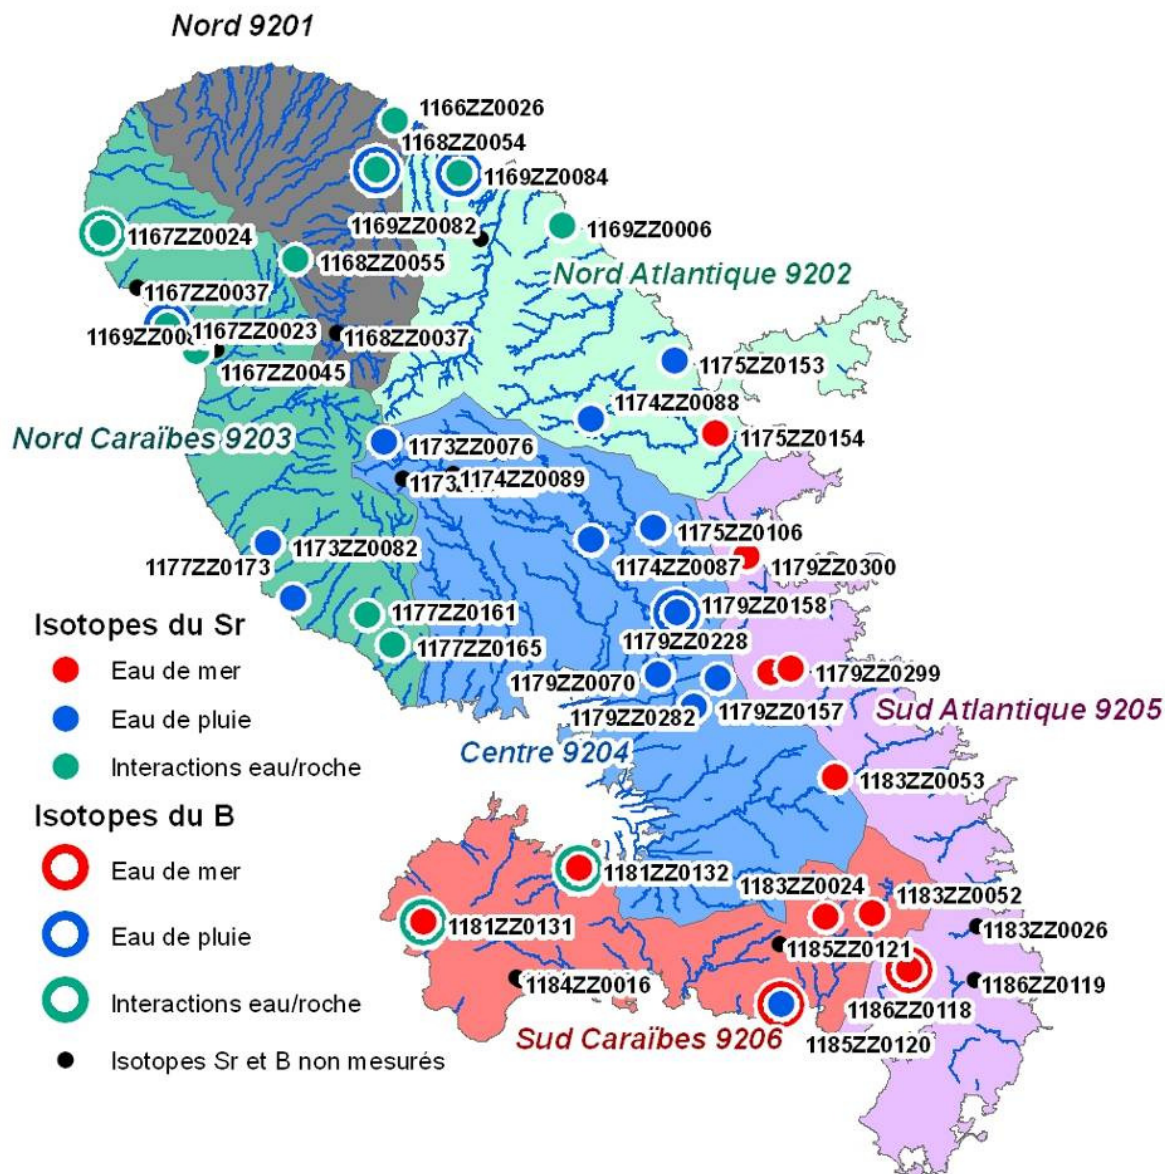 Nord 9201
1166ZZ0026
1168ZZ0054
1169ZZ0084
1169ZZ0082
1169ZZ0006
1167ZZ0024
1168ZZ0055
Nord Atlantique 9202
1167ZZ0037
1167ZZ0023
1169ZZ00
1168ZZ0037
1167ZZ0045
1175ZZ0153
1174ZZ0088
1175ZZ0154
Nord Caraïbes 9203
1173ZZ0076
1173
1174ZZ0089
1175ZZ0106
1173ZZ0082
1177ZZ0173
1174ZZ0087
1179ZZ0300
1179ZZ0158
1177ZZ0161
1179ZZ0228
1177ZZ0165
1179ZZ0070
1179ZZ0299
1179ZZ0282
1179ZZ0157
Sud Atlantique 9205
Centre 9204
1183ZZ0053
1181ZZ0132
1183ZZ0024
1183ZZ0052
1181ZZ0131
1183ZZ0026
1185ZZ0121
1184ZZ0016
1186ZZ0119
1186ZZ0118
Sud Caraïbes 9206
1185ZZ0120
Isotopes du Sr
Eau de mer
Eau de pluie
Interactions eau/roche
Isotopes du B
Eau de mer
Eau de pluie
Interactions eau/roche
Isotopes Sr et B non mesurés